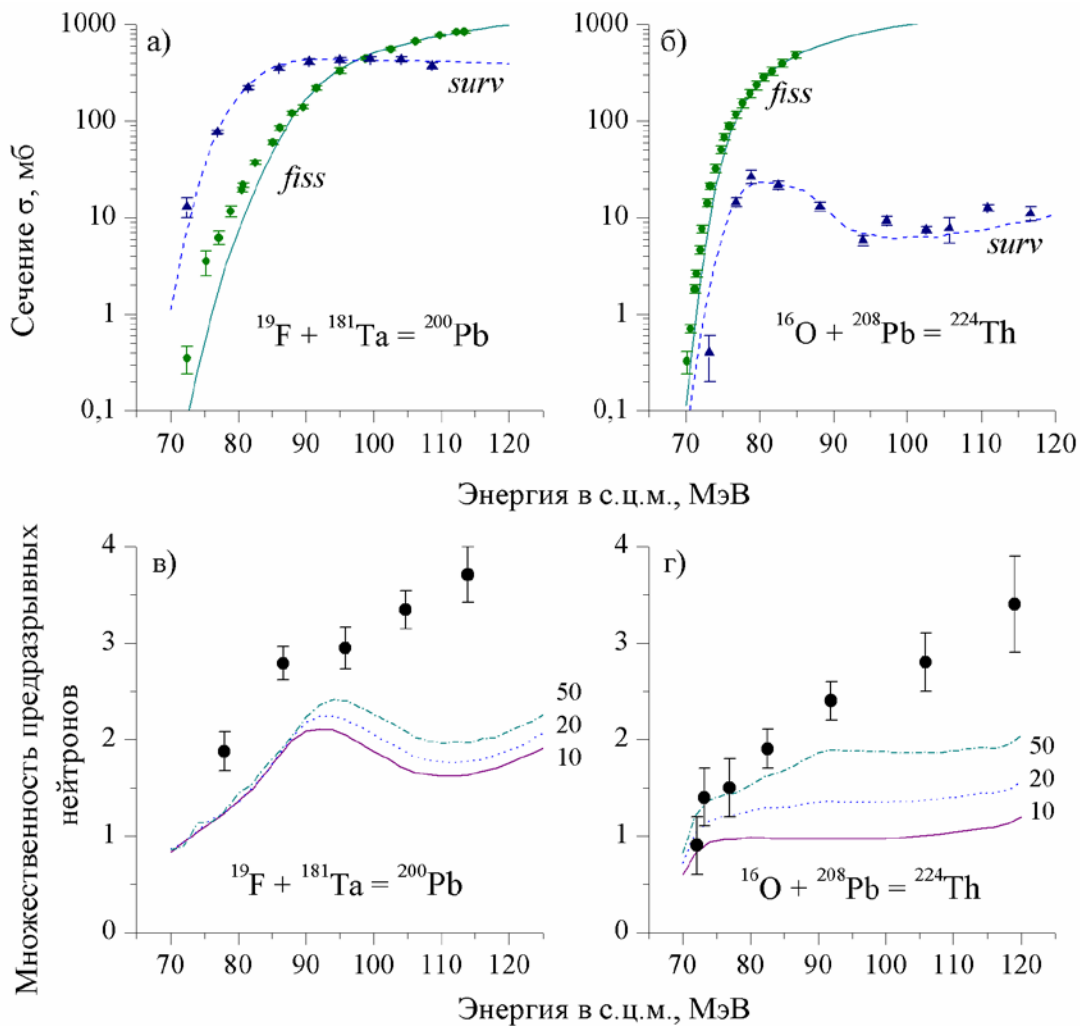 а)
1000
100
10
1
0,1
surv
fiss
¹⁹F + ¹⁸¹Ta = ²⁰⁰Pb
70 80 90 100 110 120
Сечение σ, мб
б)
1000
100
10
1
0,1
fiss
surv
¹⁶O + ²⁰⁸Pb = ²²⁴Th
70 80 90 100 110 120
Энергия в с.ц.м., МэВ
Множественность предразрывных
нейтронов
в)
4
3
2
1
0
50
20
10
¹⁹F + ¹⁸¹Ta = ²⁰⁰Pb
70 80 90 100 110 120
г)
4
3
2
1
0
50
20
10
¹⁶O + ²⁰⁸Pb = ²²⁴Th
70 80 90 100 110 120
Энергия в с.ц.м., МэВ